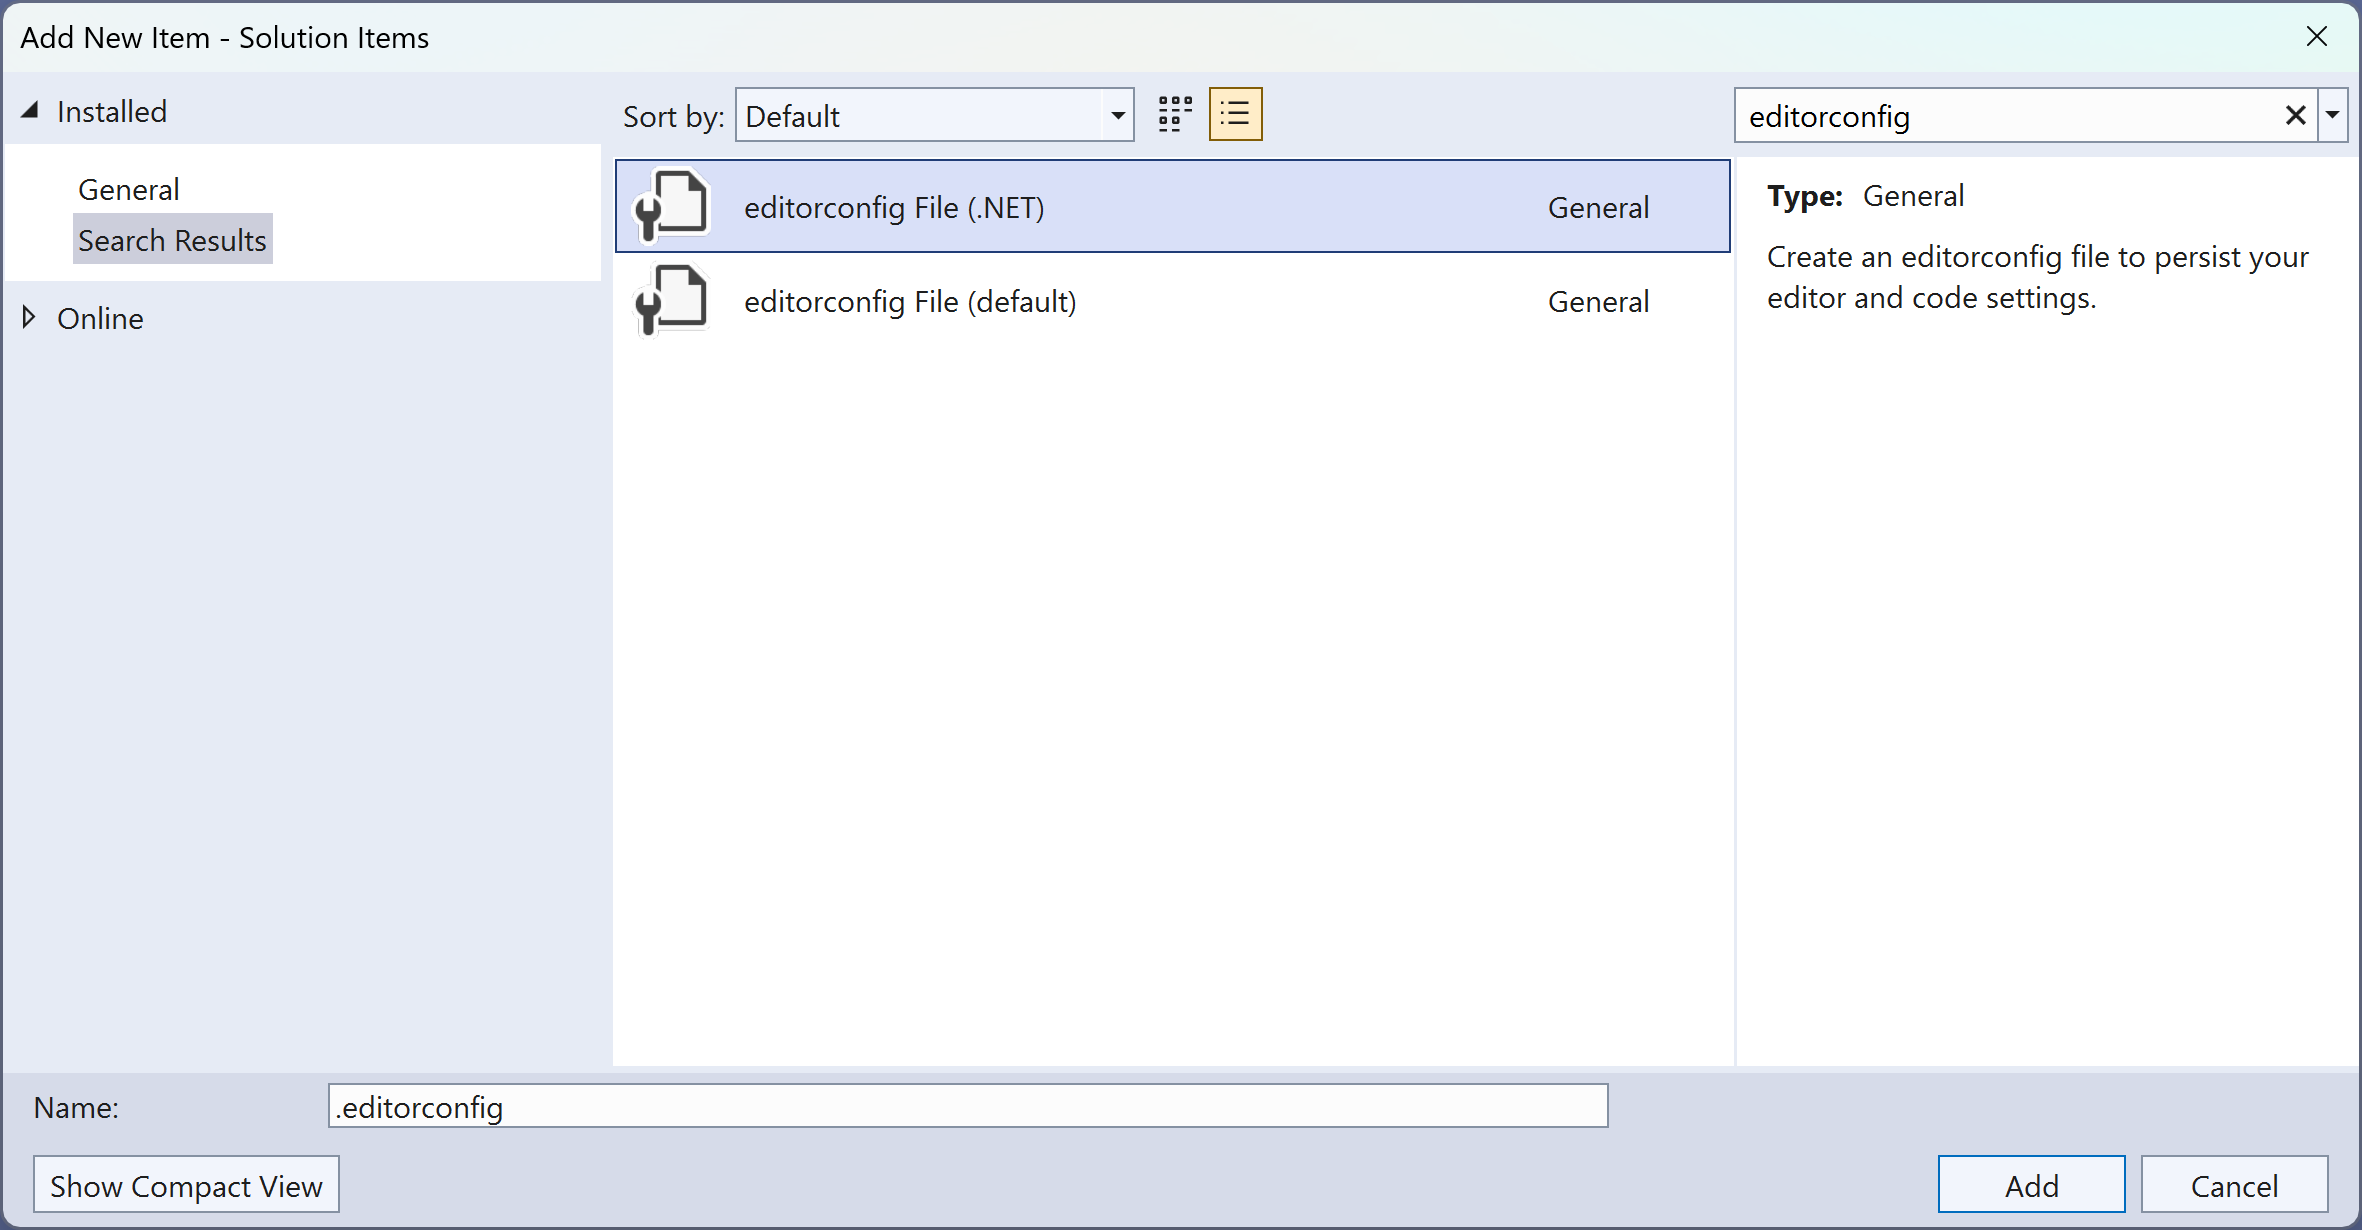 Add New Item - Solution Items
Installed
General
Search Results
Online
Sort by: Default
editorconfig
editorconfig File (.NET) General
editorconfig File (default) General
Type: General
Create an editorconfig file to persist your
editor and code settings.
Name: .editorconfig
Show Compact View
Add
Cancel